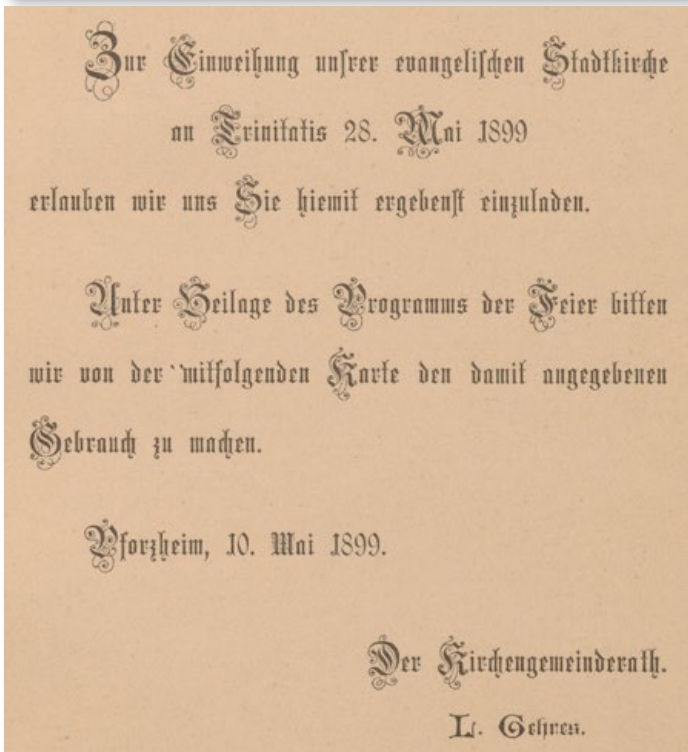 Zur Einweihung unsrer evangelischen Stadtkirche
an Trinitatis 28. Mai 1899
erlauben wir uns Sie hiemit ergebenst einzuladen.
Unter Beilage des Programms der Feier bitten
wir von der mitfolgenden Karte den damit angegebenen
Gebrauch zu machen.
Pforzheim, 10. Mai 1899.
Der Kirchengemeinderath.
L. Gehres.